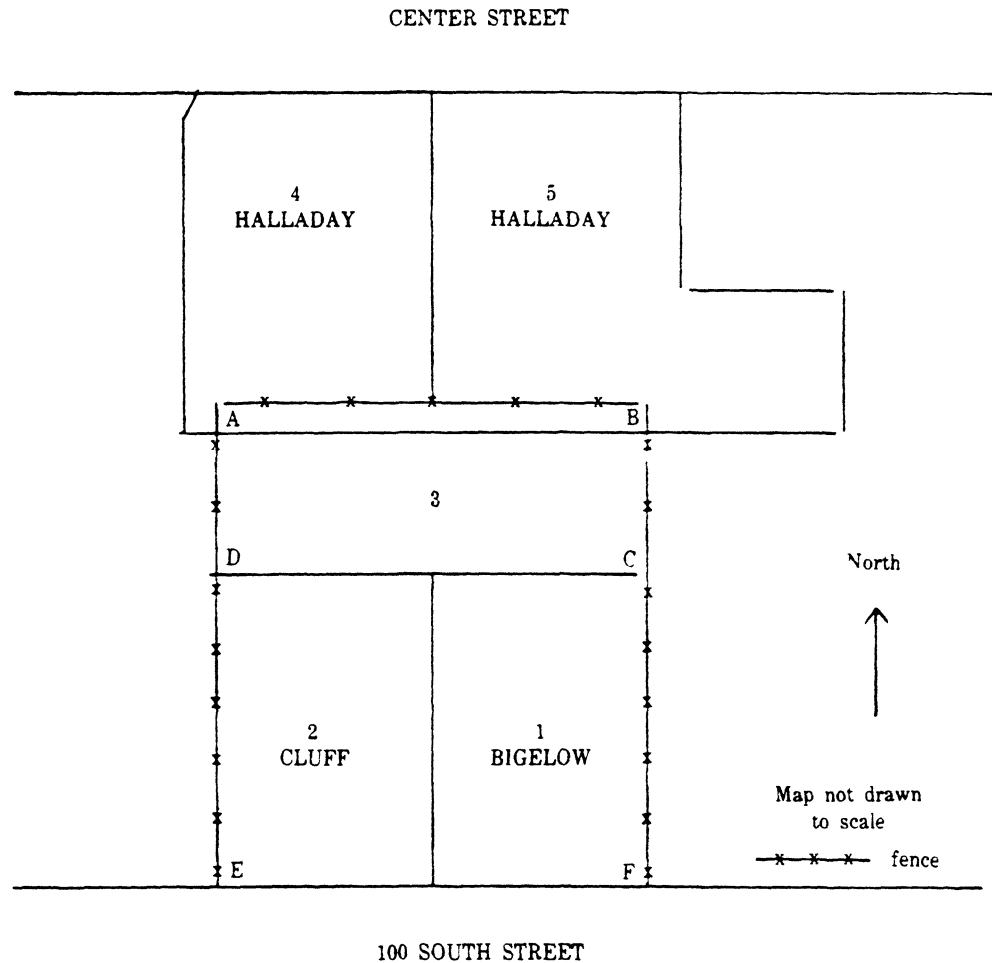 CENTER STREET
4
HALLADAY
5
HALLADAY
A
B
3
D
C
North
2
CLUFF
1
BIGELOW
Map not drawn
to scale
fence
E
F
100 SOUTH STREET